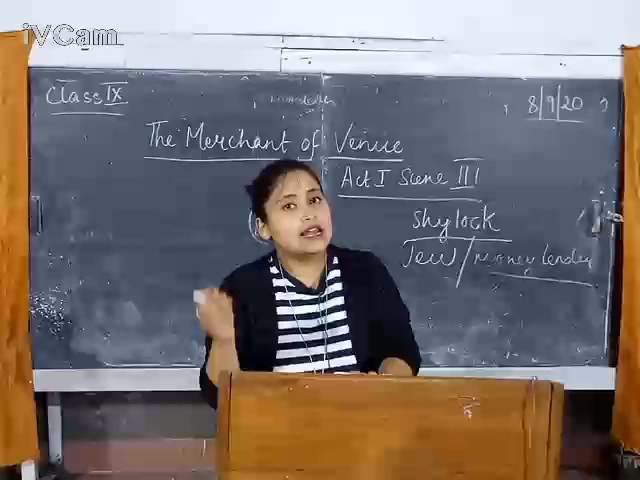 iVCam
Class IX
8/9/20
The Merchant of Venice
Act I Scene III
Shylock
Jew/Money lender